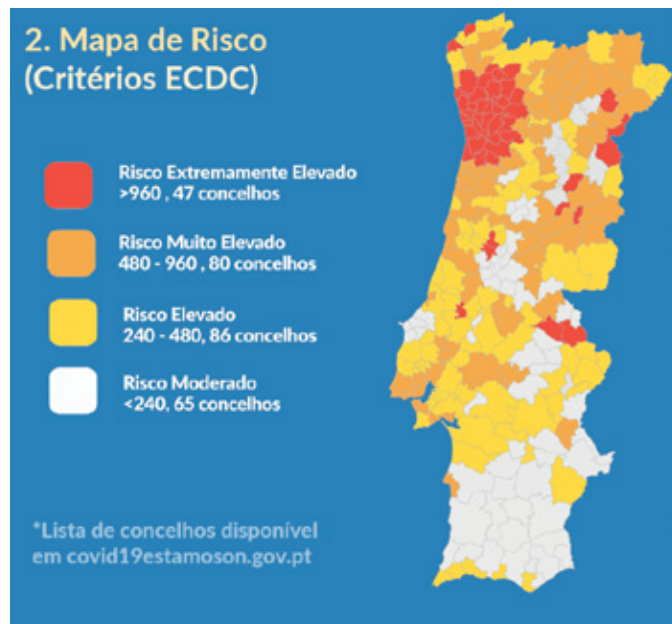 2. Mapa de Risco
(Critérios ECDC)
Risco Extremamente Elevado
>960 , 47 concelhos
Risco Muito Elevado
480 - 960 , 80 concelhos
Risco Elevado
240 - 480, 86 concelhos
Risco Moderado
<240, 65 concelhos
*Lista de concelhos disponível
em covid19estamoson.gov.pt